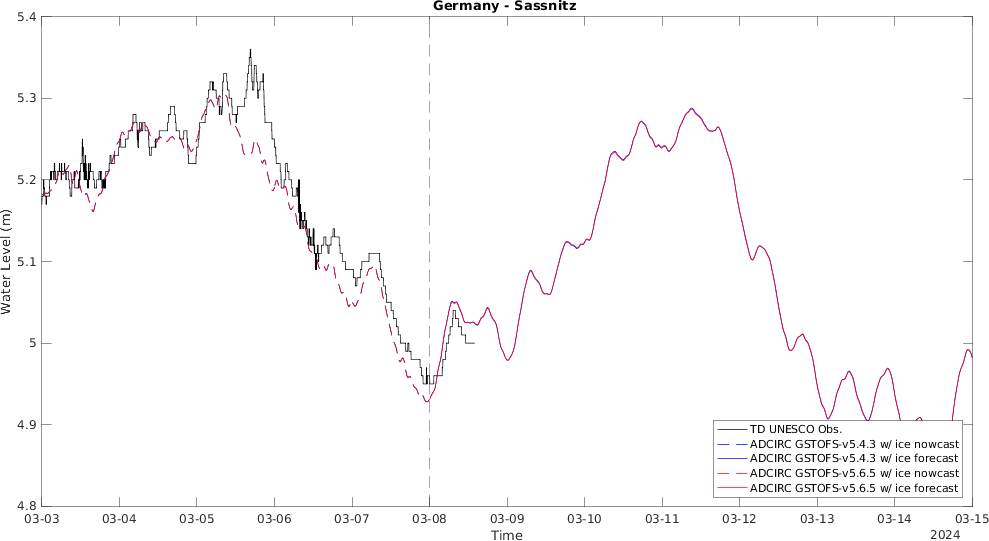 Germany - Sassnitz
5.4
5.3
5.2
5.1
5
4.9
4.8
Water Level (m)
TD UNESCO Obs.
ADCIRC GSTOFS-v5.4.3 w/ ice nowcast
ADCIRC GSTOFS-v5.4.3 w/ ice forecast
ADCIRC GSTOFS-v5.6.5 w/ ice nowcast
ADCIRC GSTOFS-v5.6.5 w/ ice forecast
03-03 03-04 03-05 03-06 03-07 03-08 03-09 03-10 03-11 03-12 03-13 03-14 03-15
Time
2024